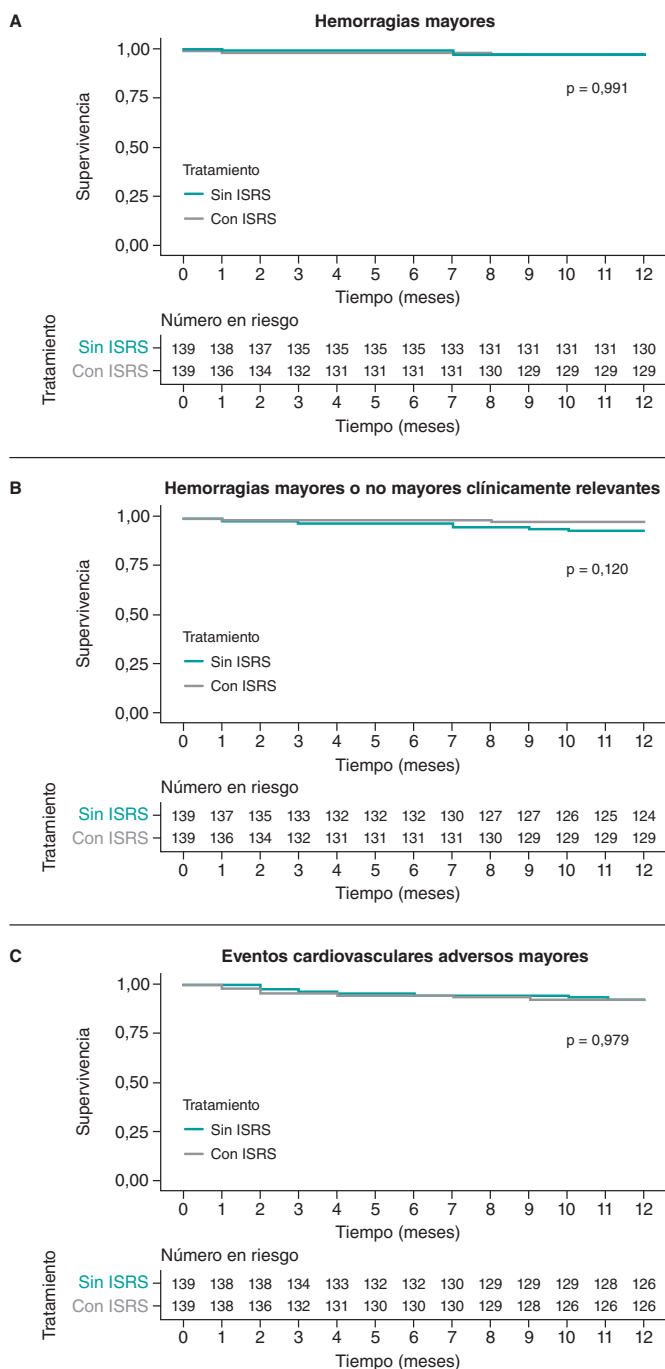 A
Hemorragias mayores
Supervivencia
1,00
0,75
0,50
0,25
0,00
p = 0,991
Tratamiento
Sin ISRS
Con ISRS
0 1 2 3 4 5 6 7 8 9 10 11 12
Tiempo (meses)
Número en riesgo
Tratamiento
Sin ISRS 139 138 137 135 135 135 135 133 131 131 131 131 130
Con ISRS 139 136 134 132 131 131 131 131 130 129 129 129 129
0 1 2 3 4 5 6 7 8 9 10 11 12
Tiempo (meses)
B
Hemorragias mayores o no mayores clínicamente relevantes
Supervivencia
1,00
0,75
0,50
0,25
0,00
p = 0,120
Tratamiento
Sin ISRS
Con ISRS
0 1 2 3 4 5 6 7 8 9 10 11 12
Tiempo (meses)
Número en riesgo
Tratamiento
Sin ISRS 139 137 135 133 132 132 132 130 127 127 126 125 124
Con ISRS 139 136 134 132 131 131 131 131 130 129 129 129 129
0 1 2 3 4 5 6 7 8 9 10 11 12
Tiempo (meses)
C
Eventos cardiovasculares adversos mayores
Supervivencia
1,00
0,75
0,50
0,25
0,00
p = 0,979
Tratamiento
Sin ISRS
Con ISRS
0 1 2 3 4 5 6 7 8 9 10 11 12
Tiempo (meses)
Número en riesgo
Tratamiento
Sin ISRS 139 138 138 134 133 132 132 130 129 129 129 128 126
Con ISRS 139 138 136 132 131 130 130 130 129 128 126 126 126
0 1 2 3 4 5 6 7 8 9 10 11 12
Tiempo (meses)